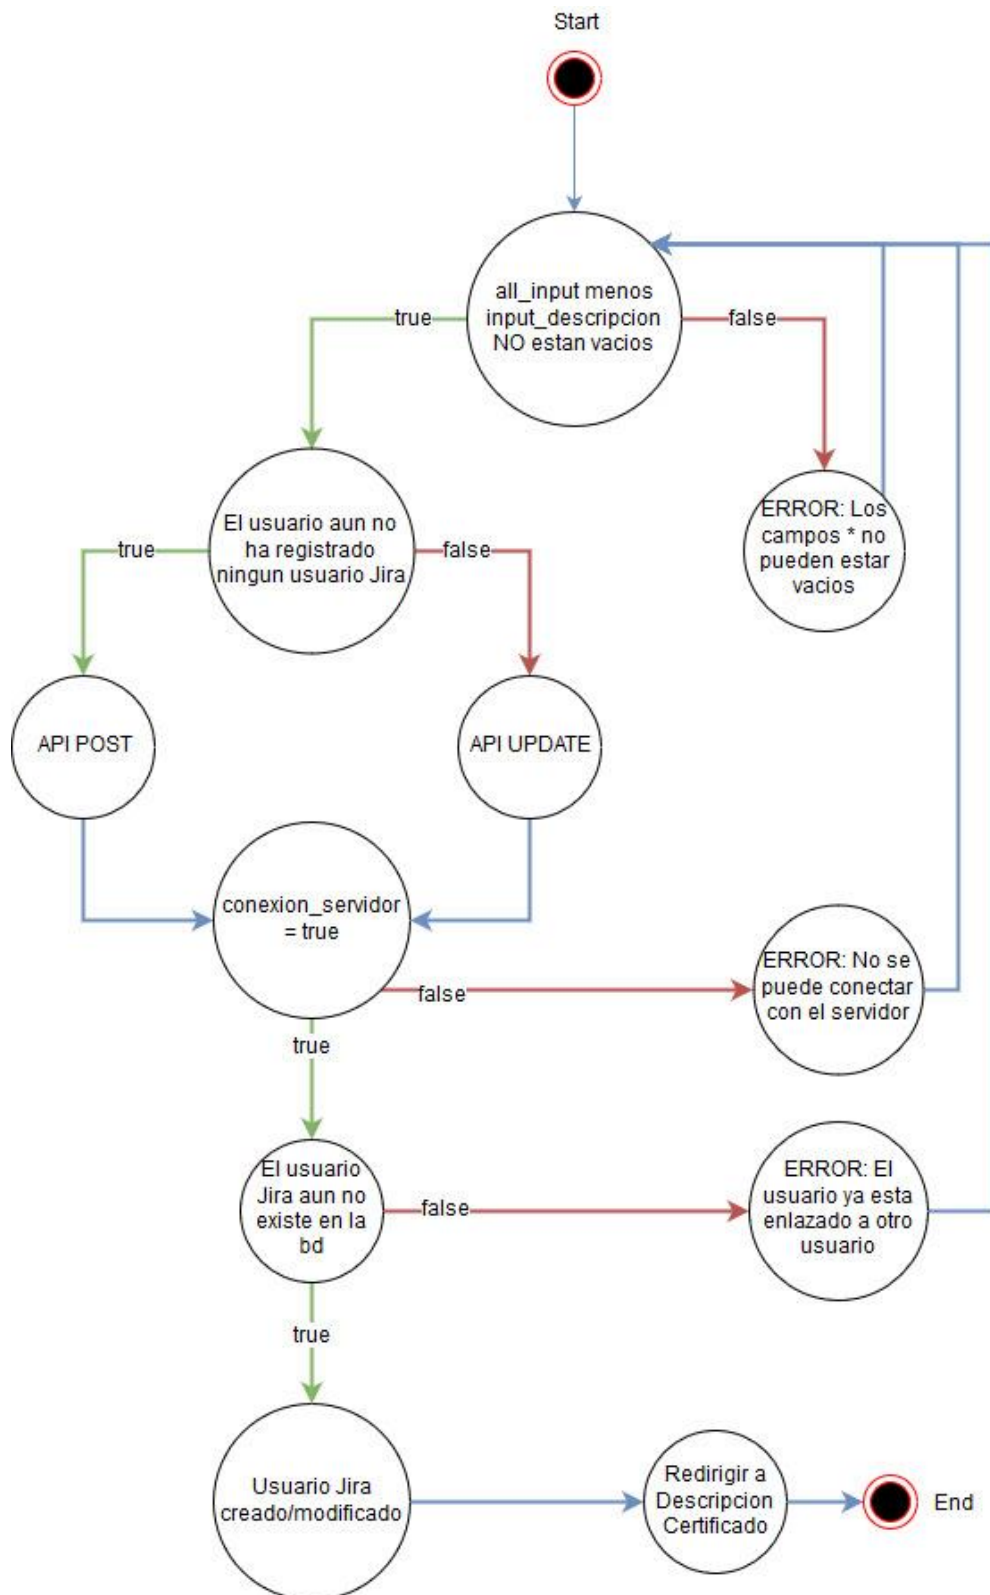 Start
all_input menos
input_descripcion
NO estan vacios
true
false
El usuario aun no
ha registrado
ningun usuario Jira
ERROR: Los
campos * no
pueden estar
vacios
true
false
API POST
API UPDATE
conexion_servidor
= true
ERROR: No se
puede conectar
con el servidor
false
true
El usuario
Jira aun no
existe en la
bd
false
ERROR: El
usuario ya esta
enlazado a otro
usuario
true
Usuario Jira
creado/modificado
Redirigir a
Descripcion
Certificado
End